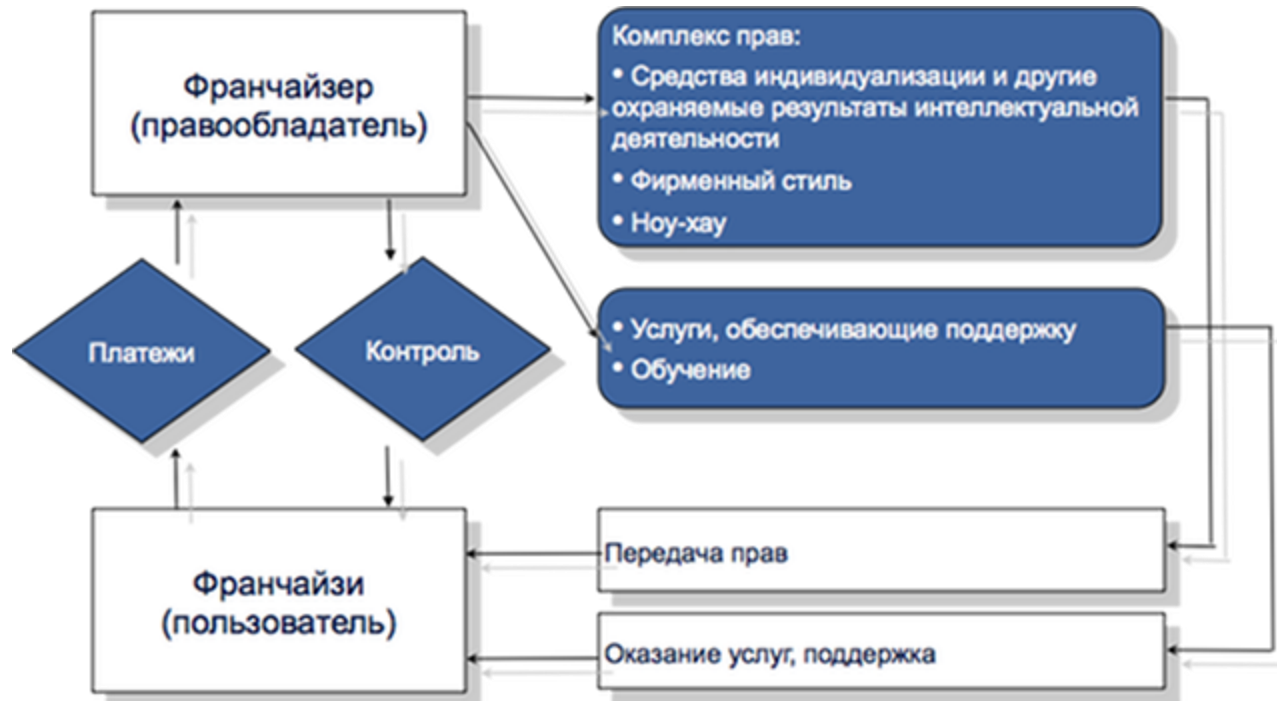 Франчайзер
(правообладатель)
Комплекс прав:
• Средства индивидуализации и другие
охраняемые результаты интеллектуальной
деятельности
• Фирменный стиль
• Ноу-хау
• Услуги, обеспечивающие поддержку
• Обучение
Платежи
Контроль
Франчайзи
(пользователь)
Передача прав
Оказание услуг, поддержка